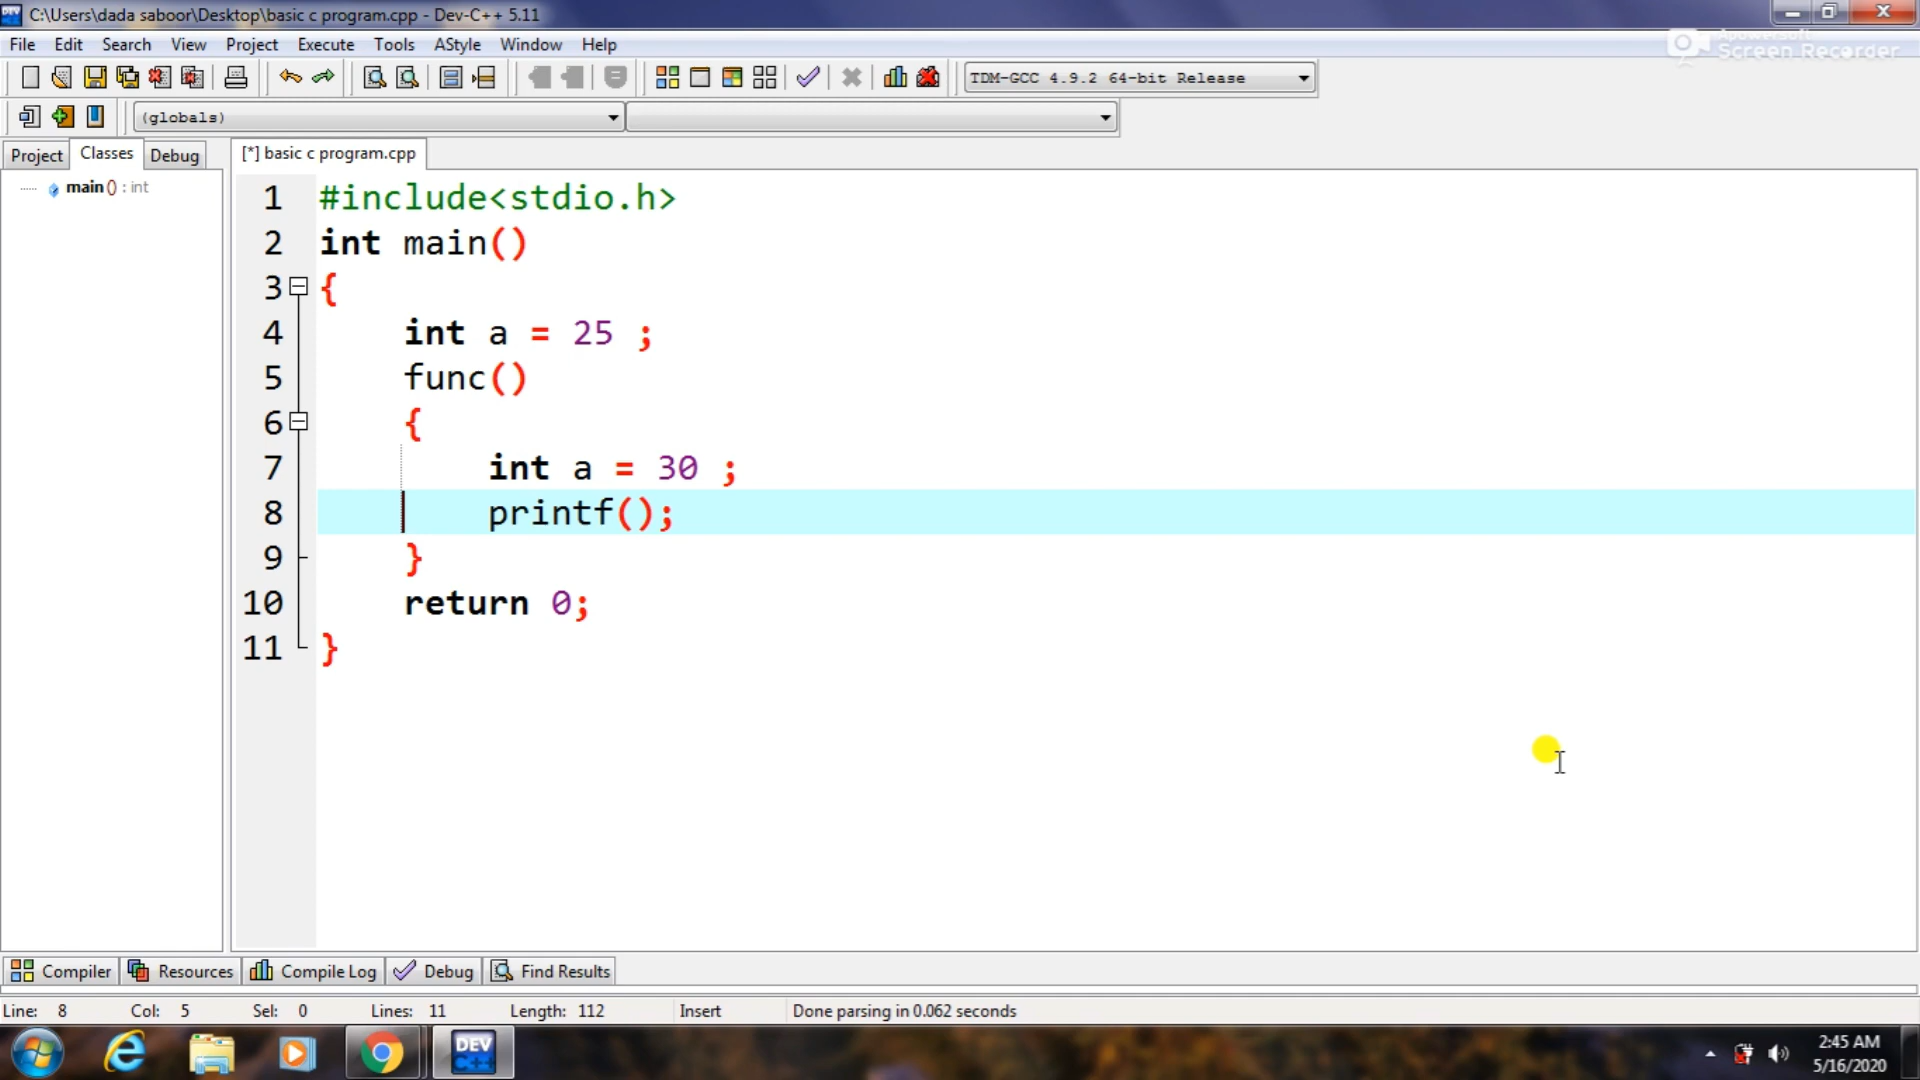 C:\Users\dada saboor\Desktop\basic c program.cpp - Dev-C++ 5.11
File Edit Search View Project Execute Tools AStyle Window Help
Apowersoft
Screen Recorder
TDM-GCC 4.9.2 64-bit Release
(globals)
Project Classes Debug [*] basic c program.cpp
main () : int
1 #include<stdio.h>
2 int main()
3 {
4 int a = 25 ;
5 func()
6 {
7 int a = 30 ;
8 printf();
9 }
10 return 0;
11 }
Compiler Resources Compile Log Debug Find Results
Line: 8 Col: 5 Sel: 0 Lines: 11 Length: 112 Insert Done parsing in 0.062 seconds
DEV
C++
2:45 AM
5/16/2020